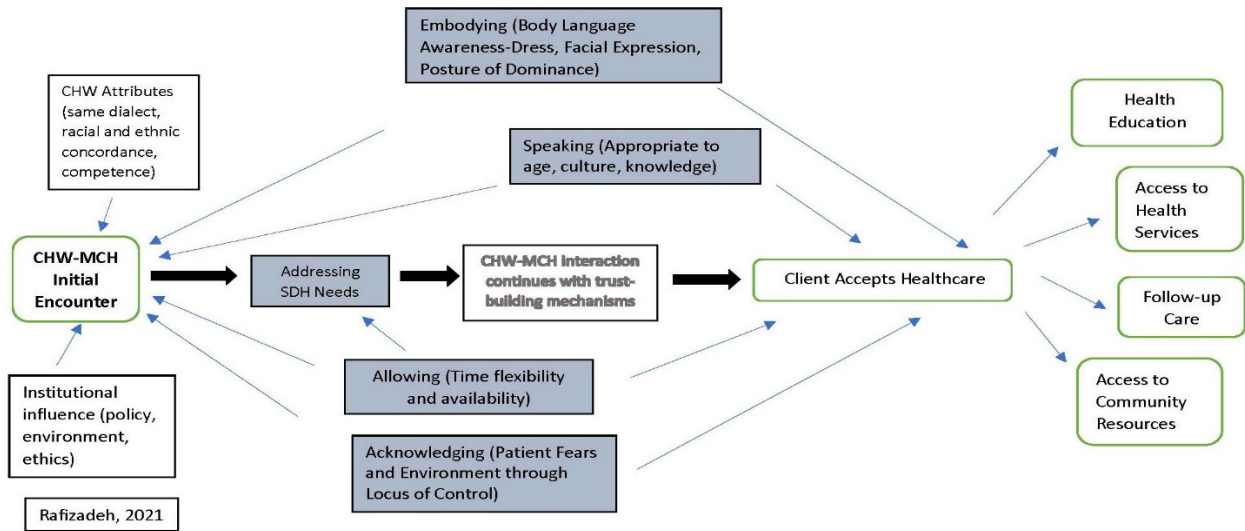 Embodying (Body Language
Awareness-Dress, Facial Expression,
Posture of Dominance)
CHW Attributes
(same dialect,
racial and ethnic
concordance,
competence)
Speaking (Appropriate to
age, culture, knowledge)
Health
Education
Access to
Health
Services
CHW-MCH
Initial
Encounter
Addressing
SDH Needs
CHW-MCH interaction
continues with trust-
building mechanisms
Client Accepts Healthcare
Follow-up
Care
Allowing (Time flexibility
and availability)
Access to
Community
Resources
Institutional
influence (policy,
environment,
ethics)
Acknowledging (Patient Fears
and Environment through
Locus of Control)
Rafizadeh, 2021